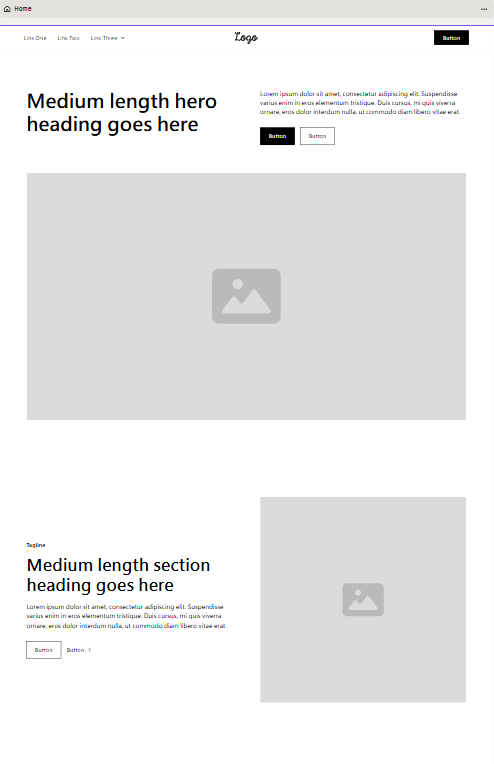 Home
Link One
Link Two
Link Three
Logo
Button
Medium length hero
heading goes here
Lorem ipsum dolor sit amet, consectetur adipiscing elit. Suspendisse
varius enim in eros elementum tristique. Duis cursus, mi quis viverra
ornare, eros dolor interdum nulla, ut commodo diam libero vitae erat.
Button
Button
Tagline
Medium length section
heading goes here
Lorem ipsum dolor sit amet, consectetur adipiscing elit. Suspendisse
varius enim in eros elementum tristique. Duis cursus, mi quis viverra
ornare, eros dolor interdum nulla, ut commodo diam libero vitae erat.
Button
Button